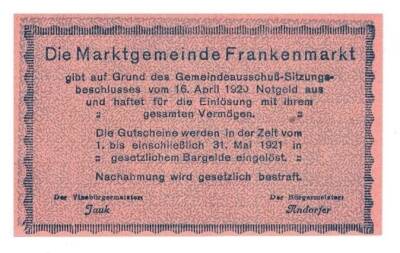 Die Marktgemeinde Frankenmarkt
gibt auf Grund des Gemeindeausschuß-Sitzungs-
beschlusses vom 16. April 1920 Notgeld aus
und haftet für die Einlösung mit ihrem
gesamten Vermögen.
Die Gutscheine werden in der Zeit vom
1. bis einschließlich 31. Mai 1921 in
gesetzlichem Bargelde eingelöst.
Nachahmung wird gesetzlich bestraft.
Der Vizebürgermeister: Der Bürgermeister:
Jauk Andorfer